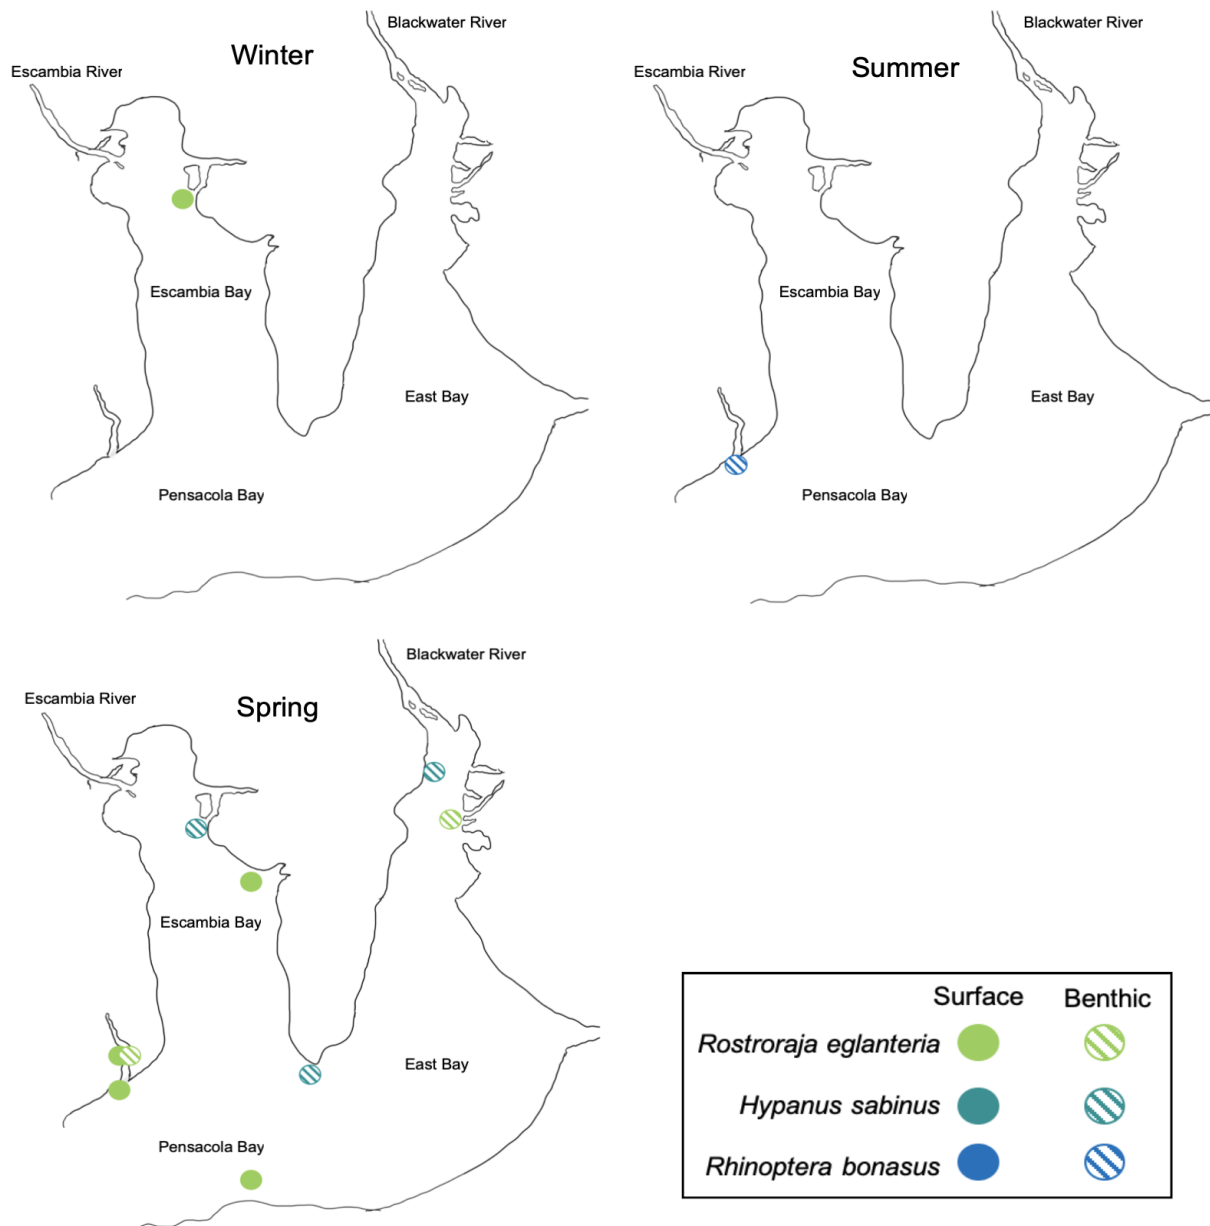 Winter
Blackwater River
Escambia River
Escambia Bay
East Bay
Pensacola Bay
Summer
Blackwater River
Escambia River
Escambia Bay
East Bay
Pensacola Bay
Spring
Blackwater River
Escambia River
Escambia Bay
East Bay
Pensacola Bay
Surface Benthic
Rostroraja eglanteria
Hypanus sabinus
Rhinoptera bonasus